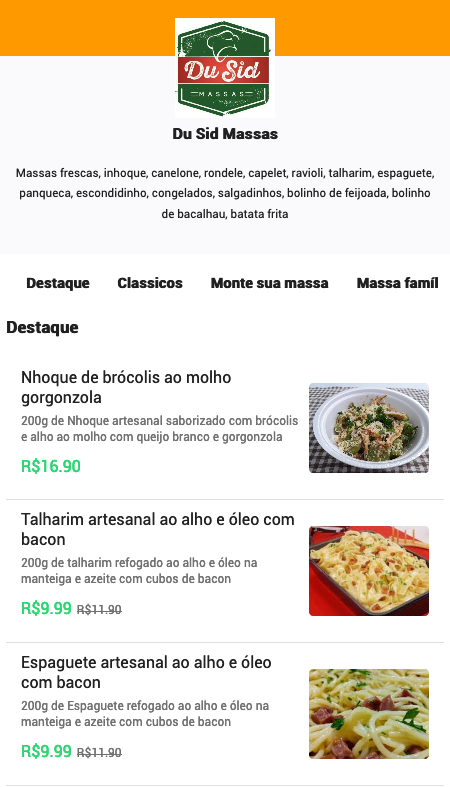 Du Sid
MASSAS
Du Sid Massas
Massas frescas, inhoque, canelone, rondele, capelet, ravioli, talharim, espaguete,
panqueca, escondidinho, congelados, salgadinhos, bolinho de feijoada, bolinho
de bacalhau, batata frita
Destaque Classicos Monte sua massa Massa famíl
Destaque
Nhoque de brócolis ao molho
gorgonzola
200g de Nhoque artesanal saborizado com brócolis
e alho ao molho com queijo branco e gorgonzola
R$16.90
Talharim artesanal ao alho e óleo com
bacon
200g de talharim refogado ao alho e óleo na
manteiga e azeite com cubos de bacon
R$9.99 R$11.90
Espaguete artesanal ao alho e óleo
com bacon
200g de Espaguete refogado ao alho e óleo na
manteiga e azeite com cubos de bacon
R$9.99 R$11.90